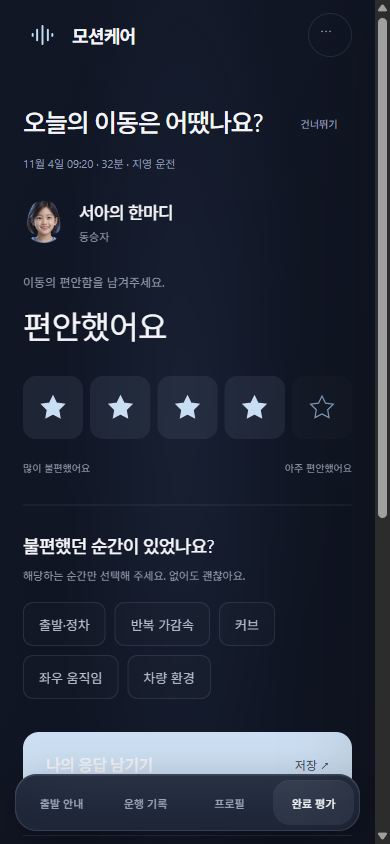 모션케어
···
오늘의 이동은 어땠나요?
건너뛰기
11월 4일 09:20 · 32분 · 지영 운전
서아의 한마디
동승자
이동의 편안함을 남겨주세요.
편안했어요
많이 불편했어요
아주 편안했어요
불편했던 순간이 있었나요?
해당하는 순간만 선택해 주세요. 없어도 괜찮아요.
출발·정차
반복 가감속
커브
좌우 움직임
차량 환경
나의 응답 남기기
저장 ↗
출발 안내
운행 기록
프로필
완료 평가